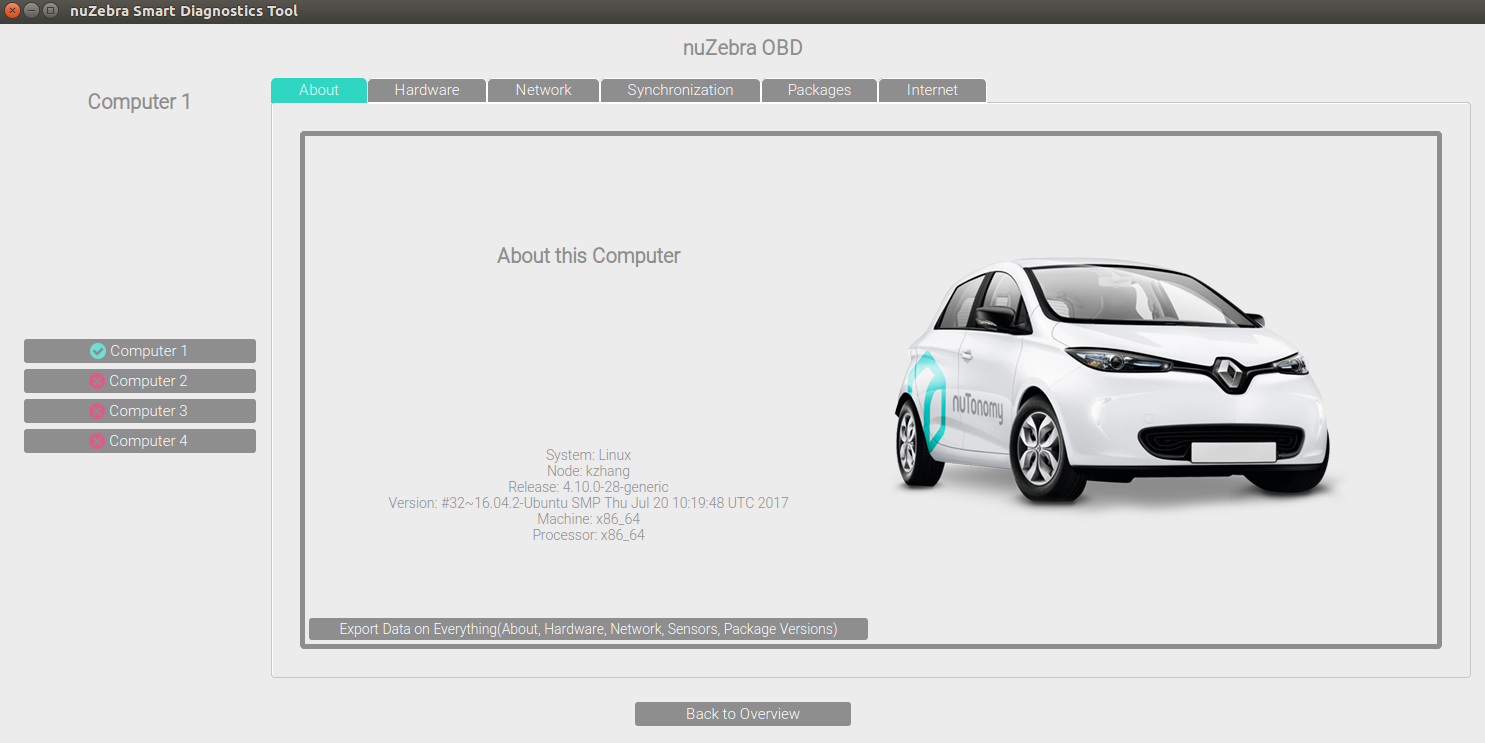 nuZebra Smart Diagnostics Tool
nuZebra OBD
Computer 1
About
Hardware
Network
Synchronization
Packages
Internet
About this Computer
nuTonomy
Computer 1
Computer 2
Computer 3
Computer 4
System: Linux
Node: kzhang
Release: 4.10.0-28-generic
Version: #32~16.04.2-Ubuntu SMP Thu Jul 20 10:19:48 UTC 2017
Machine: x86_64
Processor: x86_64
Export Data on Everything(About, Hardware, Network, Sensors, Package Versions)
Back to Overview